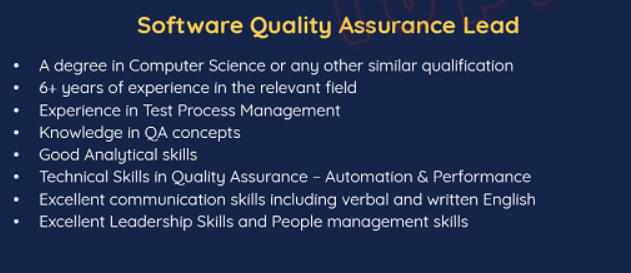 Software Quality Assurance Lead
• A degree in Computer Science or any other similar qualification
• 6+ years of experience in the relevant field
• Experience in Test Process Management
• Knowledge in QA concepts
• Good Analytical skills
• Technical Skills in Quality Assurance – Automation & Performance
• Excellent communication skills including verbal and written English
• Excellent Leadership Skills and People management skills